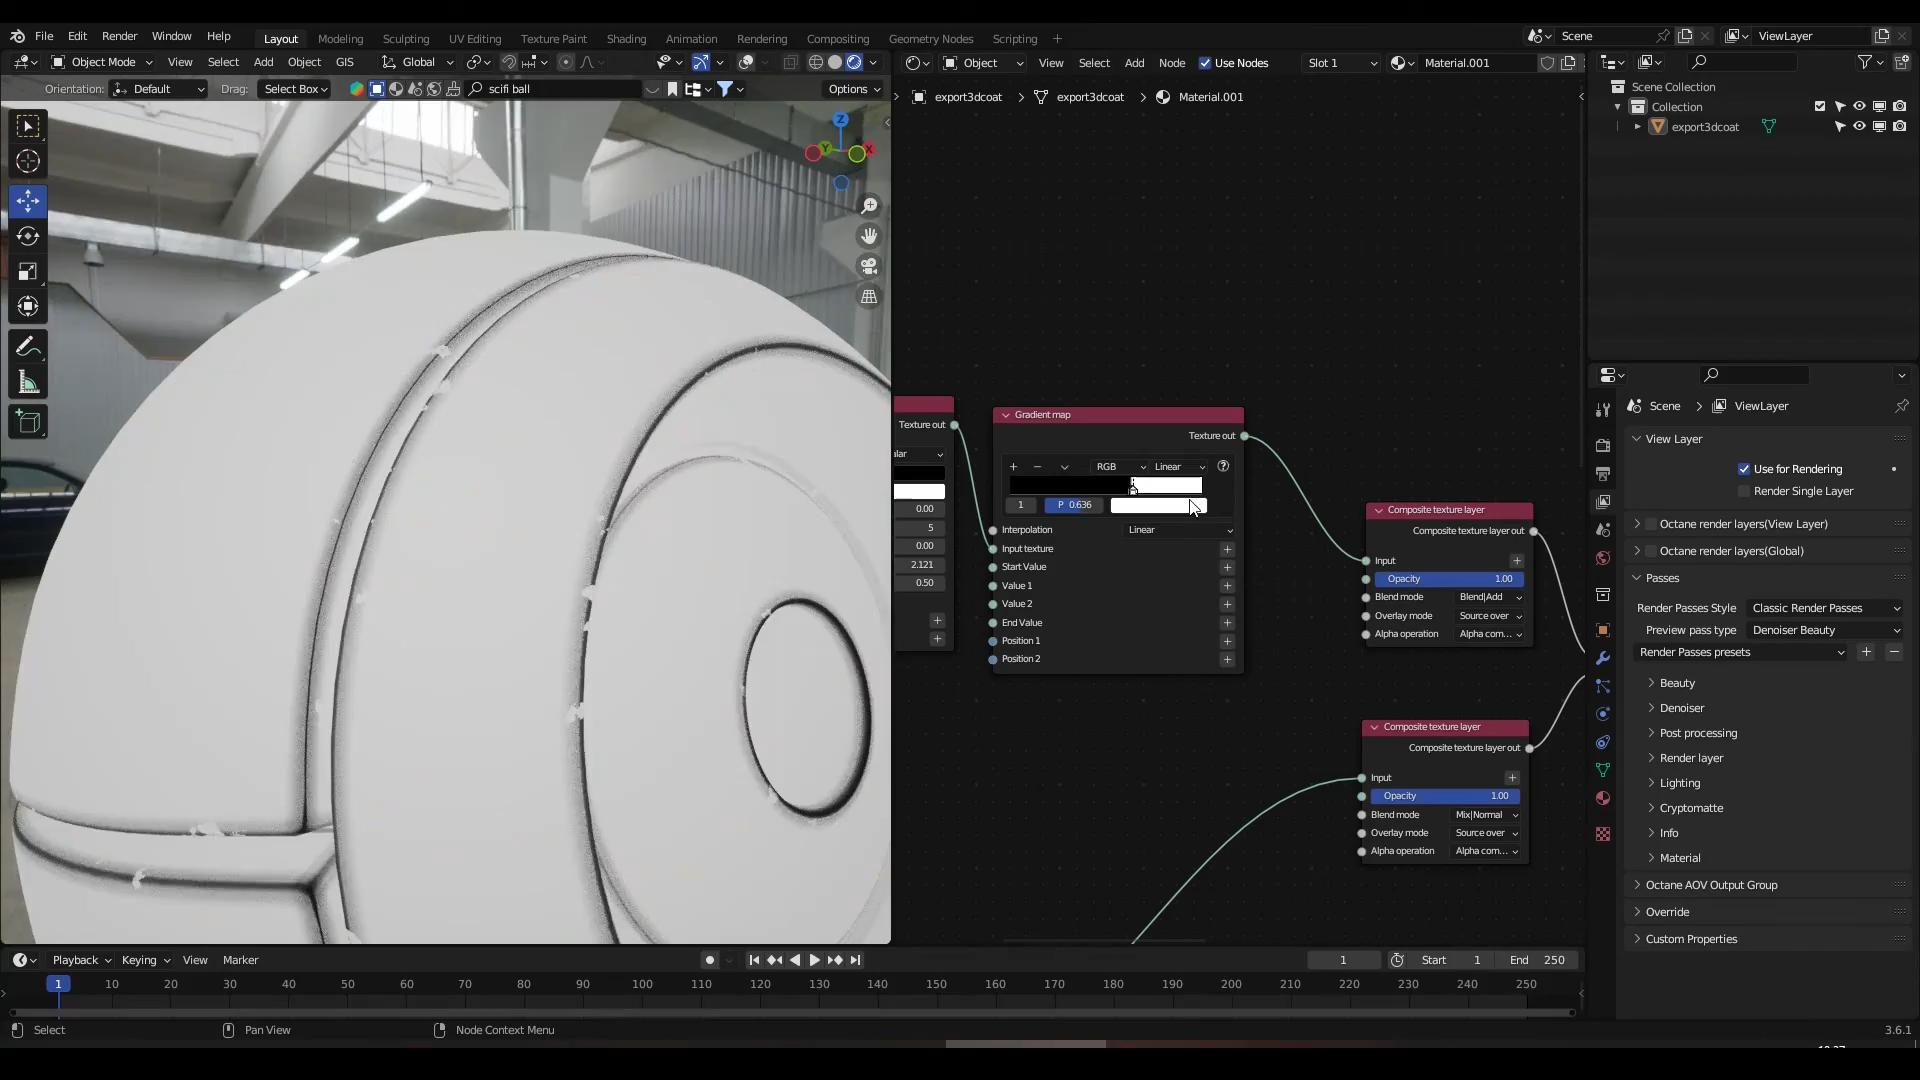 File Edit Render Window Help Layout Modeling Sculpting UV Editing Texture Paint Shading Animation Rendering Compositing Geometry Nodes Scripting Scene ViewLayer
Object Mode View Select Add Object GIS Global
Orientation: Default Drag: Select Box scifi ball Options
Z
Y
X
Object View Select Add Node Use Nodes Slot 1 Material.001
export3dcoat export3dcoat Material.001
Texture out
lar
0.00
5
0.00
2.121
0.50
Gradient map
Texture out
RGB Linear
1 P 0.636
Interpolation Linear
Input texture
Start Value
Value 1
Value 2
End Value
Position 1
Position 2
Composite texture layer
Composite texture layer out
Input
Opacity 1.00
Blend mode Blend|Add
Overlay mode Source over
Alpha operation Alpha com...
Composite texture layer
Composite texture layer out
Input
Opacity 1.00
Blend mode Mix|Normal
Overlay mode Source over
Alpha operation Alpha com...
Scene Collection
Collection
export3dcoat
Scene ViewLayer
View Layer
Use for Rendering
Render Single Layer
Octane render layers(View Layer)
Octane render layers(Global)
Passes
Render Passes Style Classic Render Passes
Preview pass type Denoiser Beauty
Render Passes presets
Beauty
Denoiser
Post processing
Render layer
Lighting
Cryptomatte
Info
Material
Octane AOV Output Group
Override
Custom Properties
Playback Keying View Marker 1 Start 1 End 250
1 10 20 30 40 50 60 70 80 90 100 110 120 130 140 150 160 170 180 190 200 210 220 230 240 250
Select Pan View Node Context Menu 3.6.1